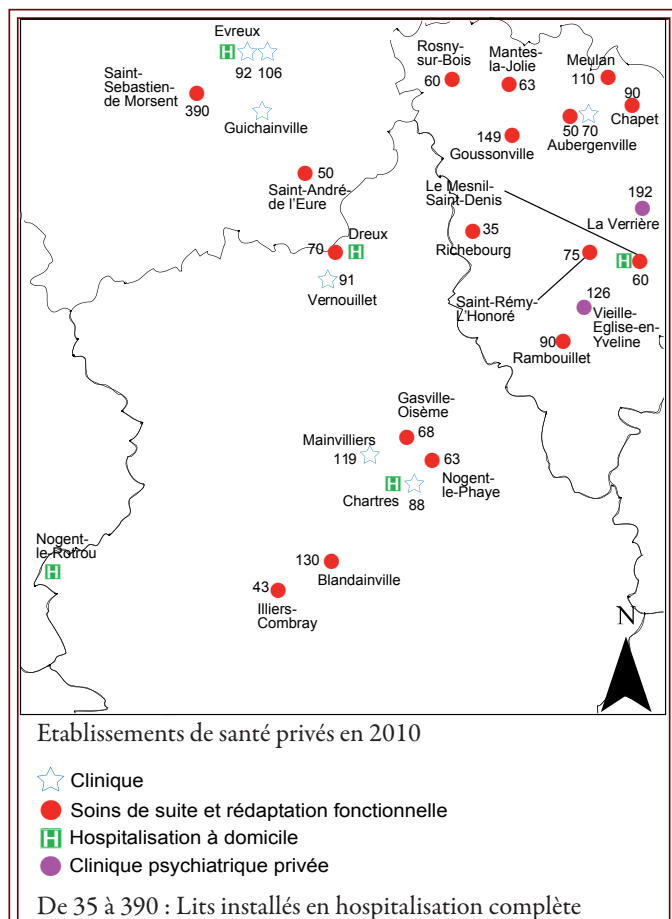 Evreux
92 106
Saint-
Sebastien-
de Morsent
390
Guichainville
Rosny-
sur-Bois
60
Mantes-
la-Jolie
63
Meulan
110
90
Chapet
50 70
Aubergenville
149
Goussonville
50
Saint-André-
de l'Eure
Le Mesnil-
Saint-Denis
192
La Verrière
Dreux
70
35
Richebourg
75
60
91
Vernouillet
Saint-Rémy-
L'Honoré
126
Vieille-
Eglise-en-
Yveline
90
Rambouillet
Gasville-
Oisème
68
Mainvilliers
119
63
Nogent-
le-Phaye
Chartres
88
Nogent-
le-Rotrou
130
Blandainville
43
Illiers-
Combray
N
Etablissements de santé privés en 2010
Clinique
Soins de suite et rédaptation fonctionnelle
H Hospitalisation à domicile
Clinique psychiatrique privée
De 35 à 390 : Lits installés en hospitalisation complète